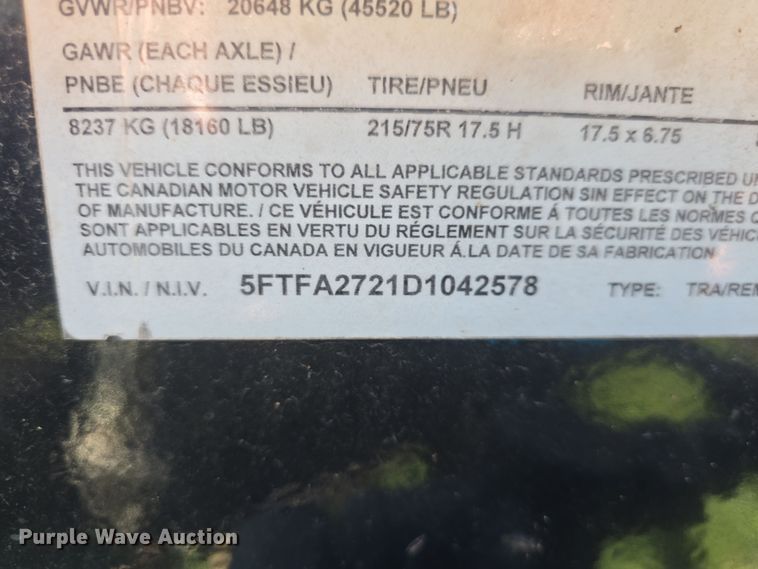 GVWR/PNBV: 20648 KG (45520 LB)
GAWR (EACH AXLE) /
PNBE (CHAQUE ESSIEU) TIRE/PNEU RIM/JANTE
8237 KG (18160 LB) 215/75R 17.5 H 17.5 x 6.75
THIS VEHICLE CONFORMS TO ALL APPLICABLE STANDARDS PRESCRIBED
THE CANADIAN MOTOR VEHICLE SAFETY REGULATION SIN EFFECT ON THE
OF MANUFACTURE. / CE VÉHICULE EST CONFORME Á TOUTES LES NORMES
SONT APPLICABLES EN VERTU DU RÉGLEMENT SUR LA SÉCURITÉ DES
AUTOMOBILES DU CANADA EN VIGUEUR Á LA DATE DE SA FABRICATION
V.I.N. / N.I.V. 5FTFA2721D1042578 TYPE: TRA/REM
Purple Wave Auction